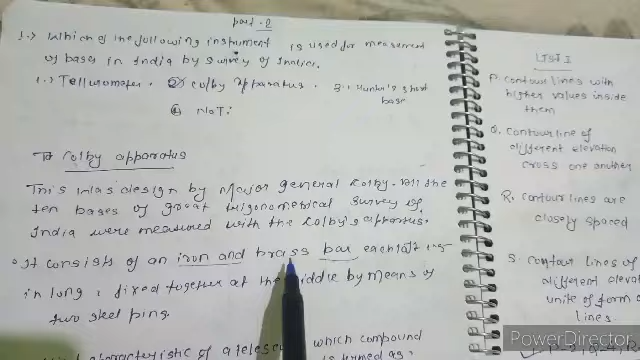 part - 2
1.) Which of the following instrument is used for measurement
of bases in India by survey of India.
1.) Tellurometer. 2) Colby apparatus. 3. Hunter's short
base
4) NOT:
Colby apparatus
This was design by Major general Colby. All the
ten bases of great trigonometrical survey of
India were measured with the Colby's apparatus.
It consists of an iron and brass bar each
in long, fixed together at the middle by means of
two steel pins.
characteristic of a which compound
is formed as:
LIST I
P. Contour lines with
higher values inside
them
Q. Contour line of
different elevation
cross one another
R. Contour lines are
closely spaced
S. Contour lines of
different
unite of form
lines.
PowerDirector